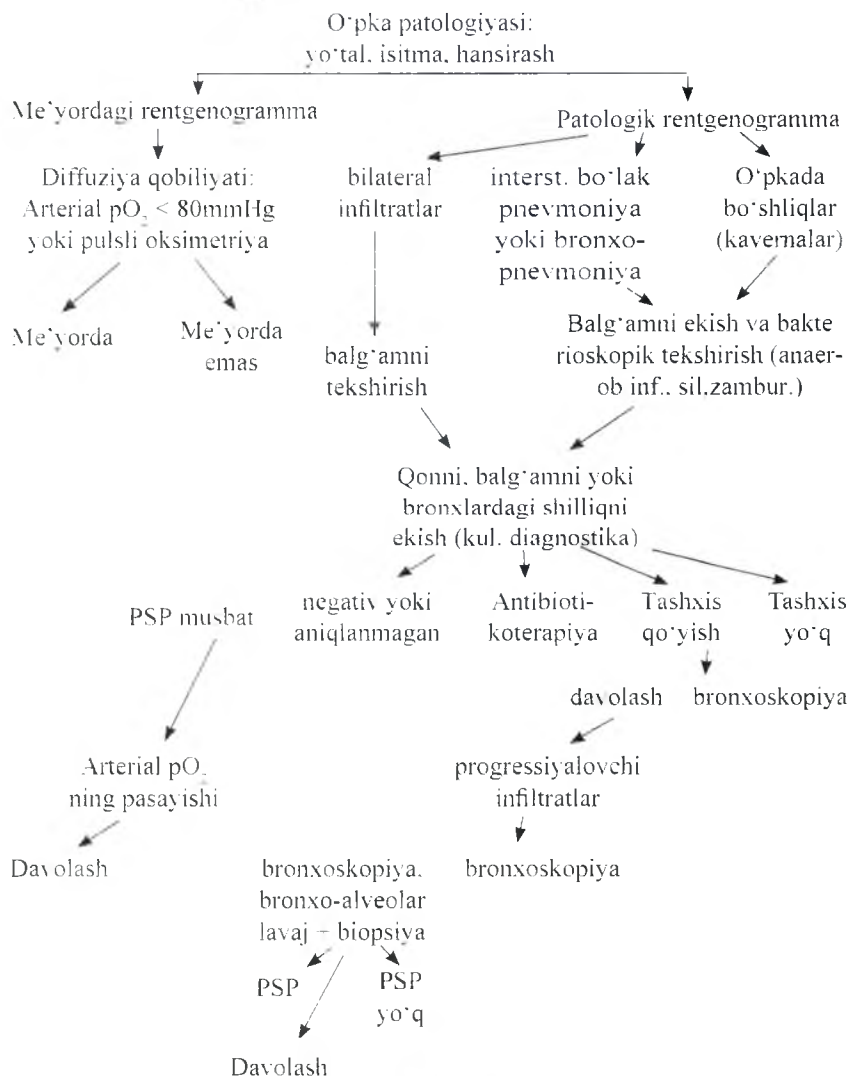 O‘pka patologiyasi:
yo‘tal, isitma, hansirash
Me‘yordagi rentgenogramma
Patologik rentgenogramma
Diffuziya qobiliyati:
Arterial pO₂ < 80mmHg
yoki pulsli oksimetriya
bilateral
infiltratlar
interst. bo‘lak
pnevmoniya
yoki bronxo-
pnevmoniya
O‘pkada
bo‘shliqlar
(kavernalar)
Me‘yorda
Me‘yorda
emas
balg‘amni
tekshirish
Balg‘amni ekish va bakte
rioskopik tekshirish (anaer-
ob inf., sil,zambur.)
Qonni, balg‘amni yoki
bronxlardagi shilliqni
ekish (kul. diagnostika)
PSP musbat
negativ yoki
aniqlanmagan
Antibioti-
koterapiya
Tashxis
qo‘yish
Tashxis
yo‘q
davolash
bronxoskopiya
Arterial pO₂
ning pasayishi
progressiyalovchi
infiltratlar
Davolash
bronxoskopiya,
bronxo-alveolar
lavaj + biopsiya
bronxoskopiya
PSP
PSP
yo‘q
Davolash